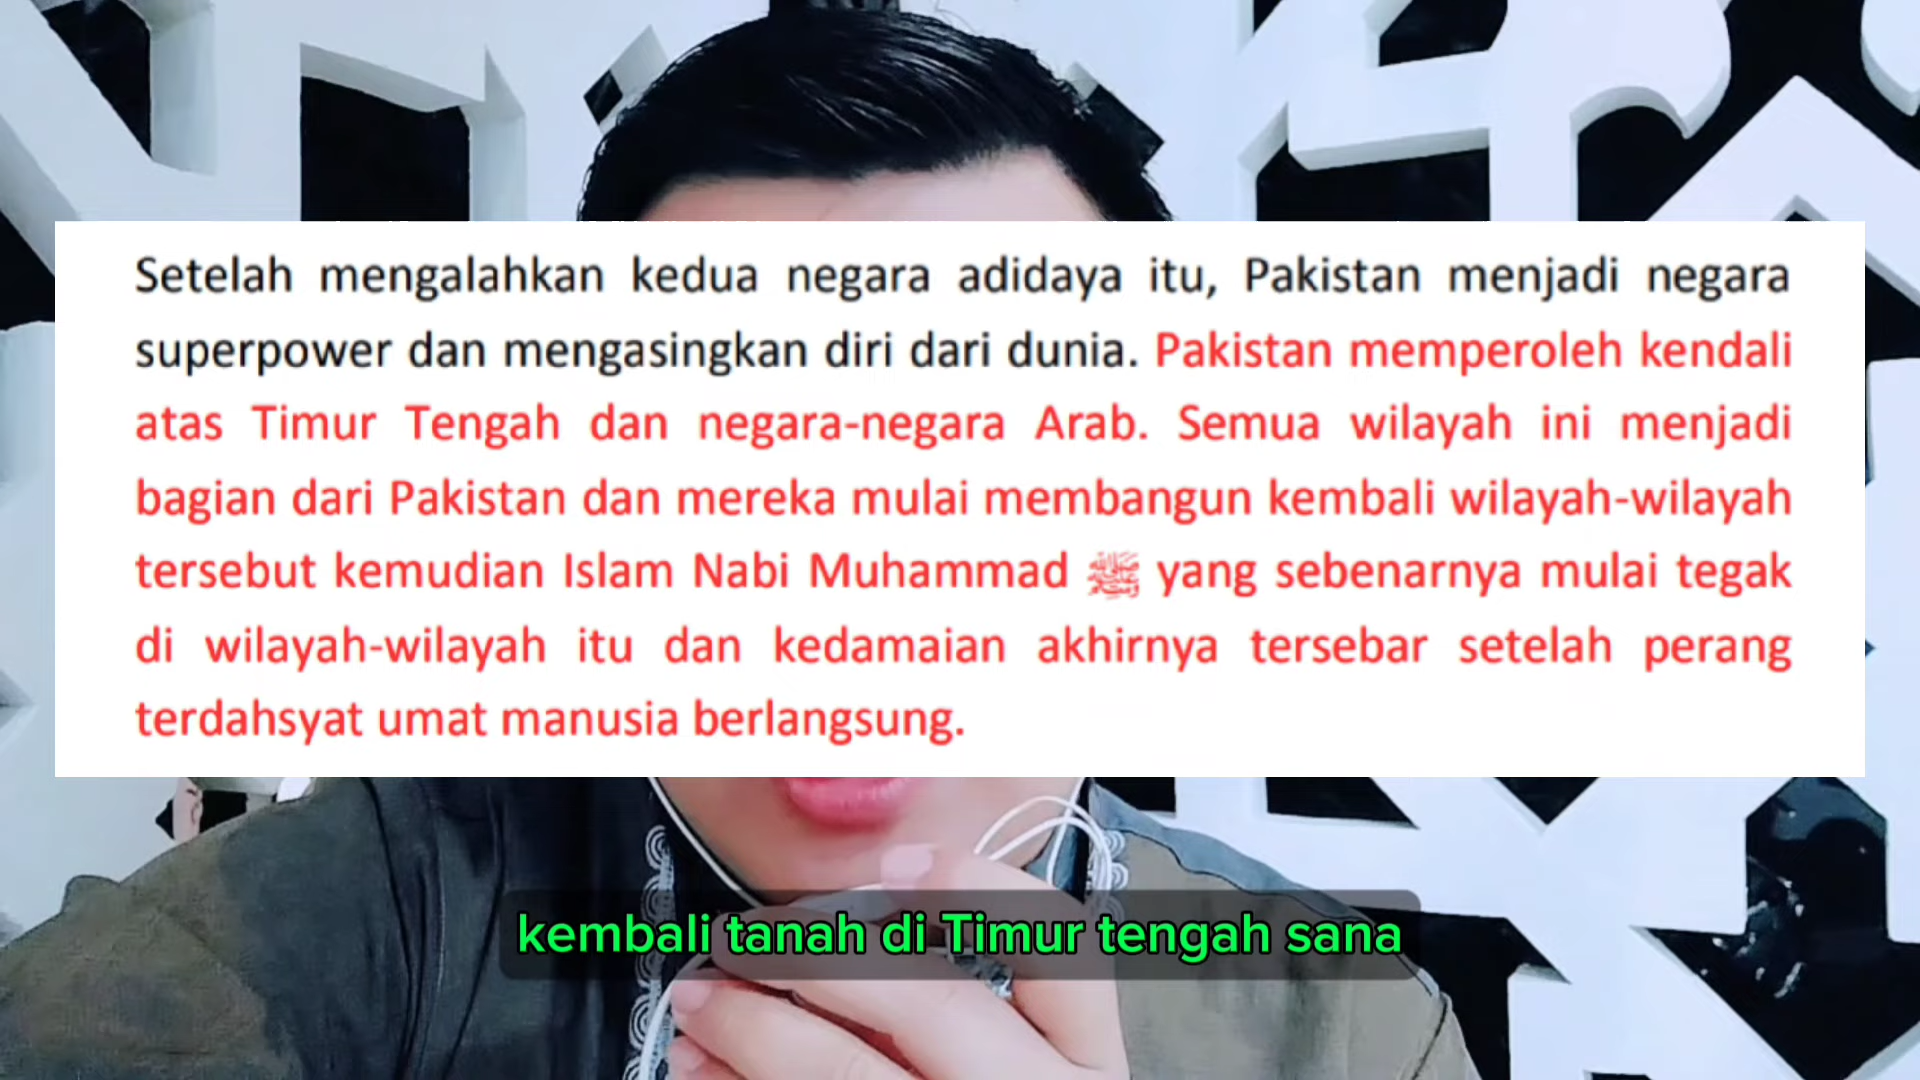 Setelah mengalahkan kedua negara adidaya itu, Pakistan menjadi negara
superpower dan mengasingkan diri dari dunia. Pakistan memperoleh kendali
atas Timur Tengah dan negara-negara Arab. Semua wilayah ini menjadi
bagian dari Pakistan dan mereka mulai membangun kembali wilayah-wilayah
tersebut kemudian Islam Nabi Muhammad ﷺ yang sebenarnya mulai tegak
di wilayah-wilayah itu dan kedamaian akhirnya tersebar setelah perang
terdahsyat umat manusia berlangsung.
kembali tanah di Timur tengah sana